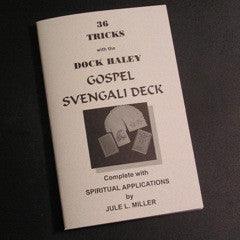 36
TRICKS
with the
DOCK HALEY
GOSPEL
SVENGALI DECK
Complete with
SPIRITUAL APPLICATIONS
by
JULE L. MILLER